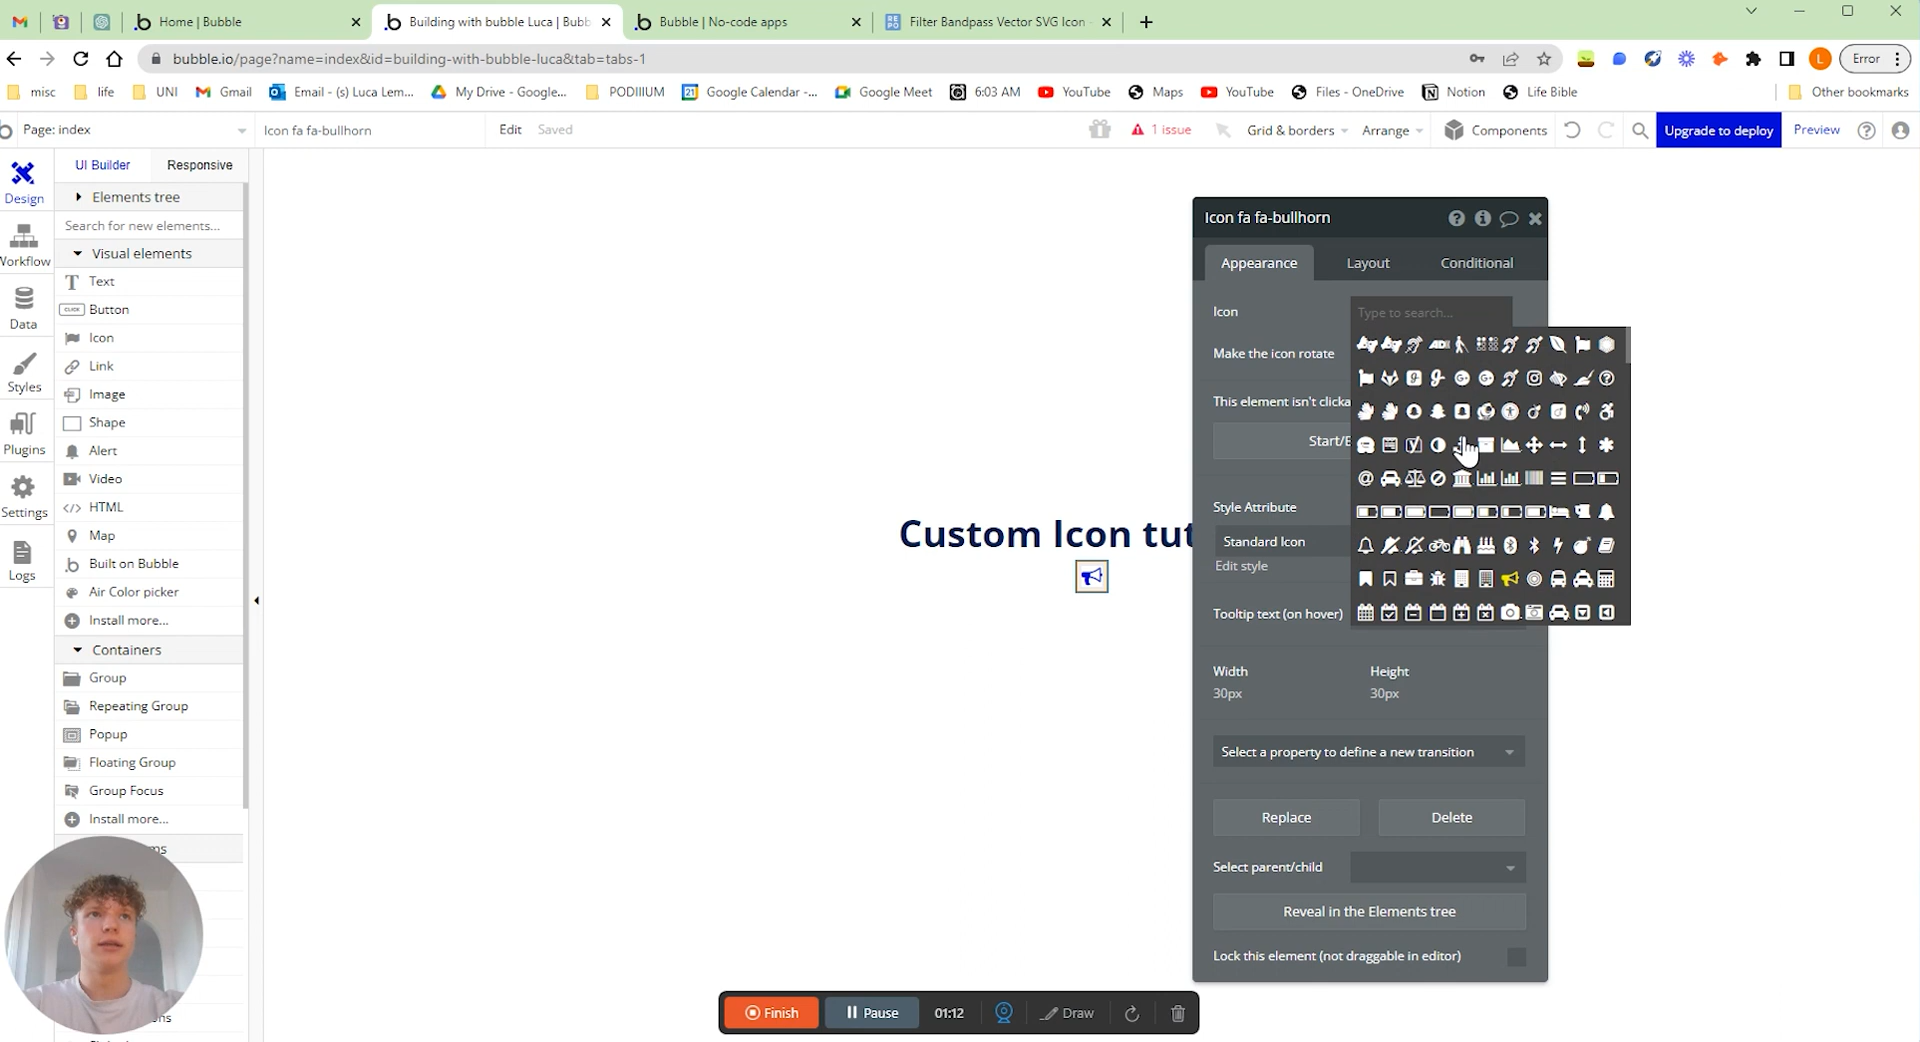 Home | Bubble
Building with bubble Luca | Bubb
Bubble | No-code apps
Filter Bandpass Vector SVG Icon
bubble.io/page?name=index&id=building-with-bubble-luca&tab=tabs-1
Error
misc
life
UNI
Gmail
Email - (s) Luca Lem...
My Drive - Google...
PODIIIUM
Google Calendar -...
Google Meet
6:03 AM
YouTube
Maps
YouTube
Files - OneDrive
Notion
Life Bible
Other bookmarks
Page: index
Icon fa fa-bullhorn
Edit
Saved
1 issue
Grid & borders
Arrange
Components
Upgrade to deploy
Preview
Design
Workflow
Data
Styles
Plugins
Settings
Logs
UI Builder
Responsive
Elements tree
Search for new elements...
Visual elements
Text
CLICK Button
Icon
Link
Image
Shape
Alert
Video
HTML
Map
Built on Bubble
Air Color picker
Install more...
Containers
Group
Repeating Group
Popup
Floating Group
Group Focus
Install more...
ms
ns
Custom Icon tut
Icon fa fa-bullhorn
Appearance
Layout
Conditional
Icon
Type to search...
Make the icon rotate
This element isn't clicka
Start/E
Style Attribute
Standard Icon
Edit style
Tooltip text (on hover)
Width
Height
30px
30px
Select a property to define a new transition
Replace
Delete
Select parent/child
Reveal in the Elements tree
Lock this element (not draggable in editor)
Finish
Pause
01:12
Draw